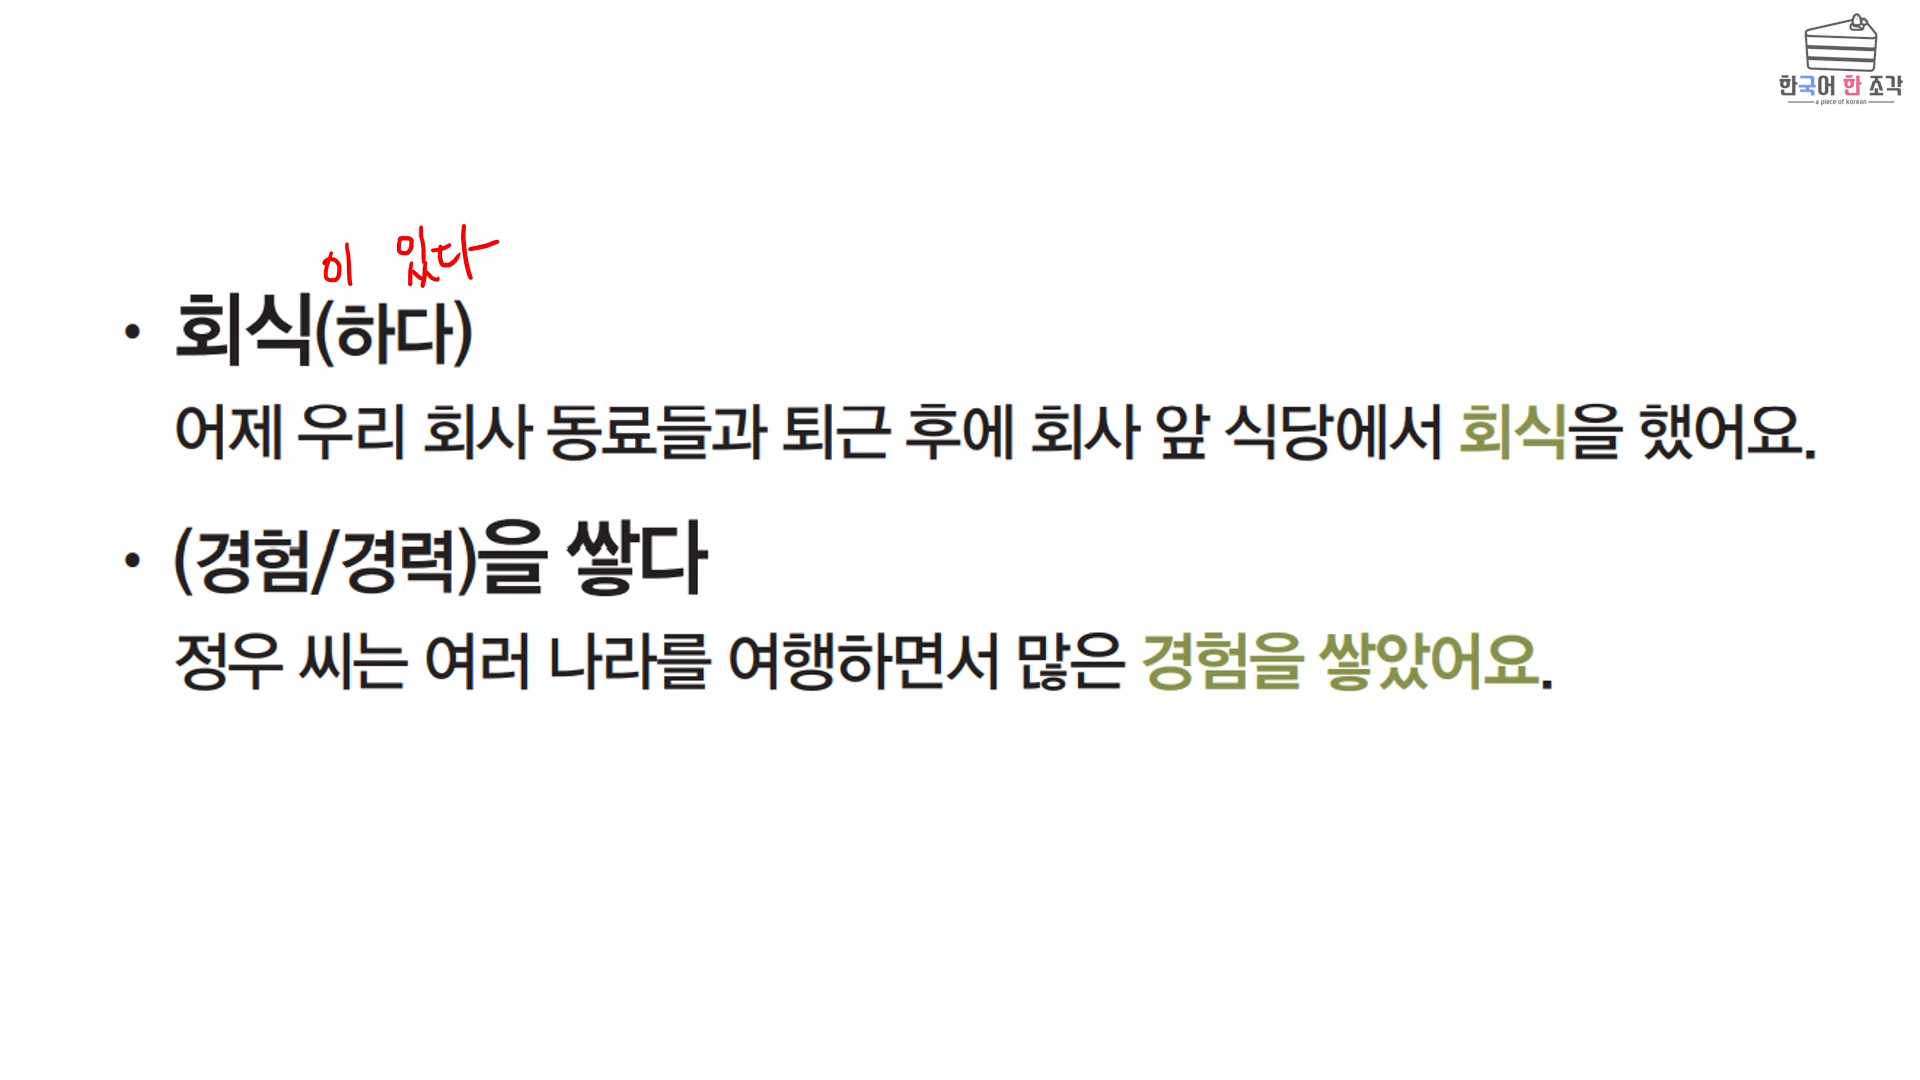 한국어 한 조각
a piece of korean
이 있다
• 회식(하다)
어제 우리 회사 동료들과 퇴근 후에 회사 앞 식당에서 회식을 했어요.
• (경험/경력)을 쌓다
정우 씨는 여러 나라를 여행하면서 많은 경험을 쌓았어요.